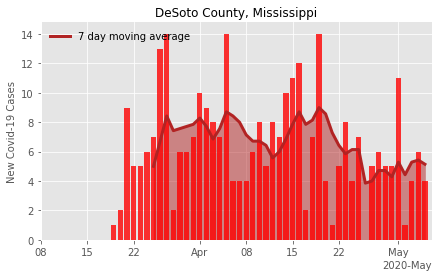 DeSoto County, Mississippi
7 day moving average
New Covid-19 Cases
14
12
10
8
6
4
2
0
08
15
22
Apr
08
15
22
May
2020-May